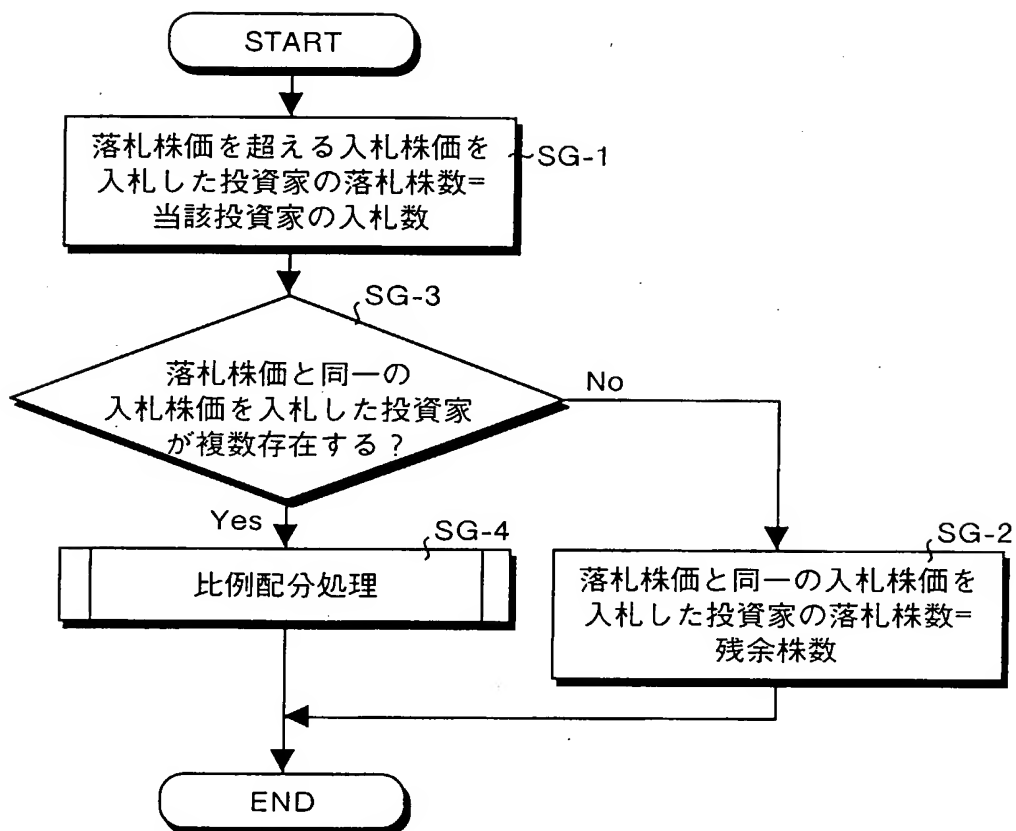 START
落札株価を超える入札株価を
入札した投資家の落札株数=
当該投資家の入札数
SG-1
SG-3
落札株価と同一の
入札株価を入札した投資家
が複数存在する?
No
Yes
SG-4
比例配分処理
SG-2
落札株価と同一の入札株価を
入札した投資家の落札株数=
残余株数
END